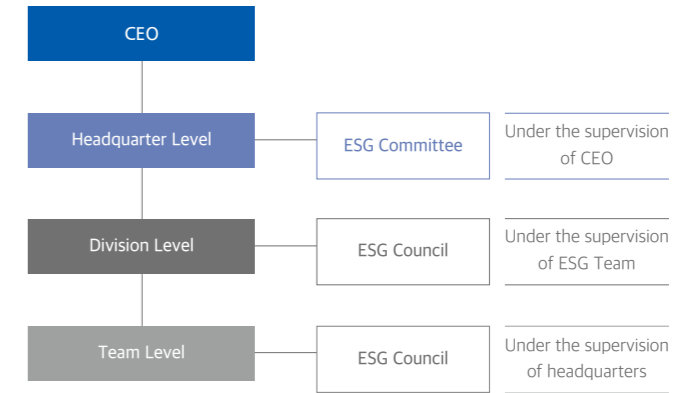 CEO
Headquarter Level
ESG Committee
Under the supervision
of CEO
Division Level
ESG Council
Under the supervision
of ESG Team
Team Level
ESG Council
Under the supervision
of headquarters